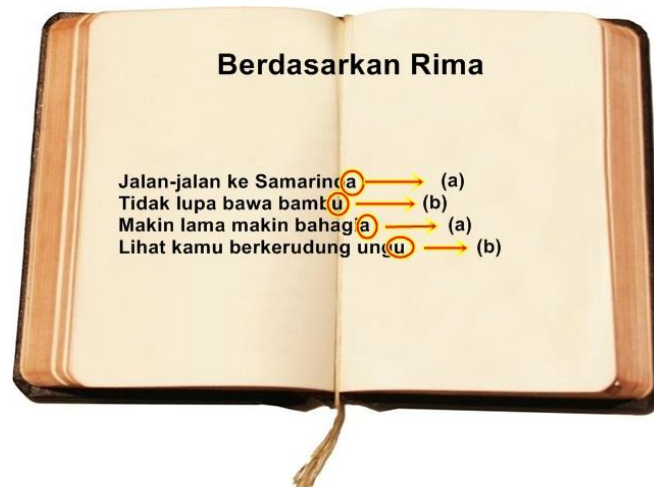 Berdasarkan Rima
Jalan-jalan ke Samarinda (a)
Tidak lupa bawa bambu (b)
Makin lama makin bahagia (a)
Lihat kamu berkerudung ungu (b)